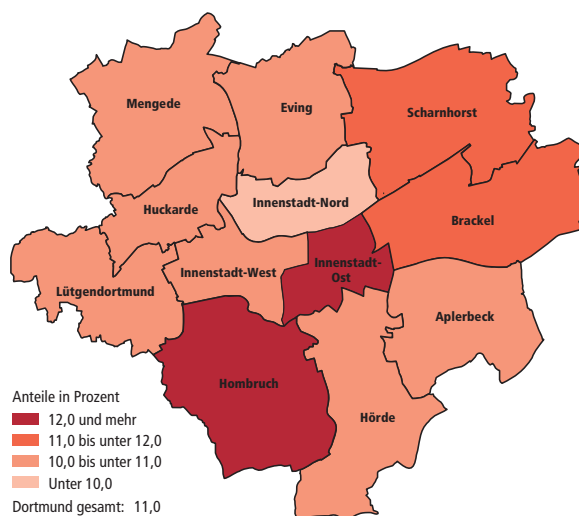 Mengede
Eving
Scharnhorst
Huckarde
Innenstadt-Nord
Brackel
Lütgendortmund
Innenstadt-West
Innenstadt-
Ost
Aplerbeck
Hombruch
Hörde
Anteile in Prozent
12,0 und mehr
11,0 bis unter 12,0
10,0 bis unter 11,0
Unter 10,0
Dortmund gesamt: 11,0